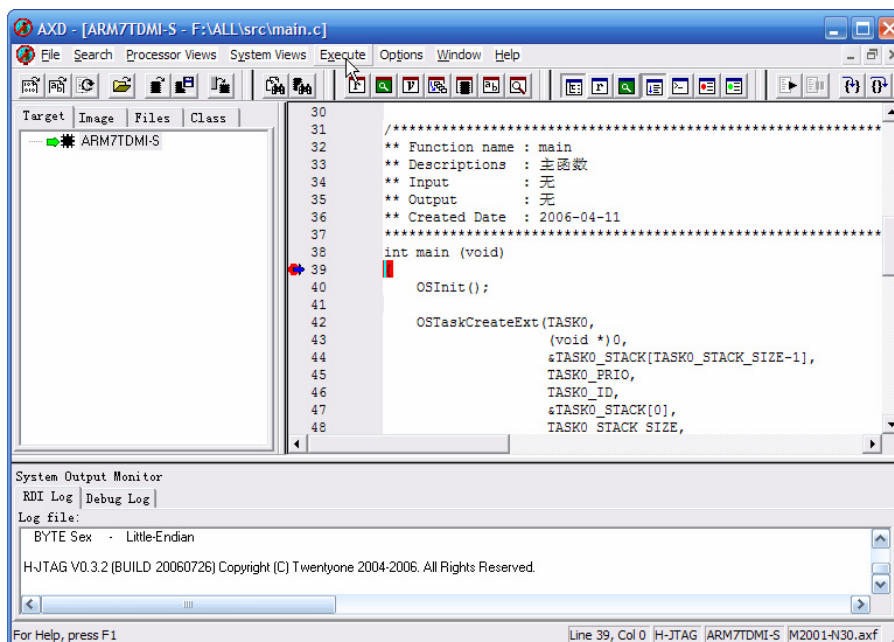 AXD - [ARM7TDMI-S - F:\ALL\src\main.c]
File Search Processor Views System Views Execute Options Window Help
Target Image Files Class
ARM7TDMI-S
30
31 /*************************************************************
32 ** Function name : main
33 ** Descriptions : 主函数
34 ** Input : 无
35 ** Output : 无
36 ** Created Date : 2006-04-11
37 **************************************************************
38 int main (void)
39 {
40 OSInit();
41
42 OSTaskCreateExt(TASK0,
43 (void *)0,
44 &TASK0_STACK[TASK0_STACK_SIZE-1],
45 TASK0_PRIO,
46 TASK0_ID,
47 &TASK0_STACK[0],
48 TASK0_STACK_SIZE,
System Output Monitor
RDI Log Debug Log
Log file:
BYTE Sex - Little-Endian
H-JTAG V0.3.2 (BUILD 20060726) Copyright (C) Twentyone 2004-2006. All Rights Reserved.
For Help, press F1
Line 39, Col 0 H-JTAG ARM7TDMI-S M2001-N30.axf